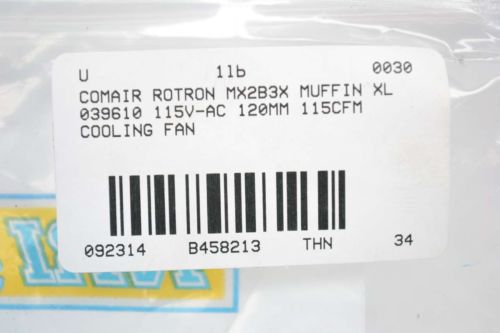 U 1lb 0030
COMAIR ROTRON MX2B3X MUFFIN XL
039610 115V-AC 120MM 115CFM
COOLING FAN
092314 B458213 THN 34